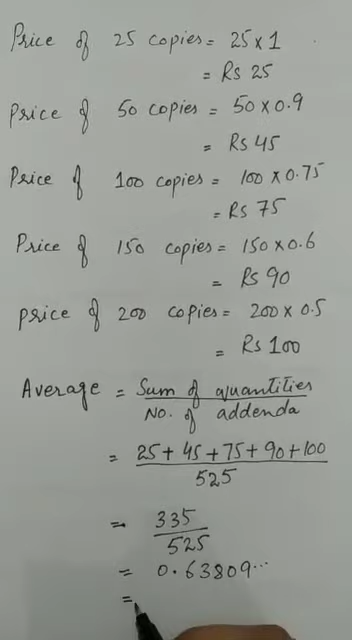 Price of 25 copies = 25 × 1
= Rs 25
price of 50 copies = 50 × 0.9
= Rs 45
Price of 100 copies = 100 × 0.75
= Rs 75
Price of 150 copies = 150 × 0.6
= Rs 90
price of 200 copies = 200 × 0.5
= Rs 100
Average = Sum of quantities
No. of addenda
= 25 + 45 + 75 + 90 + 100
525
= 335
525
= 0.63809...
=